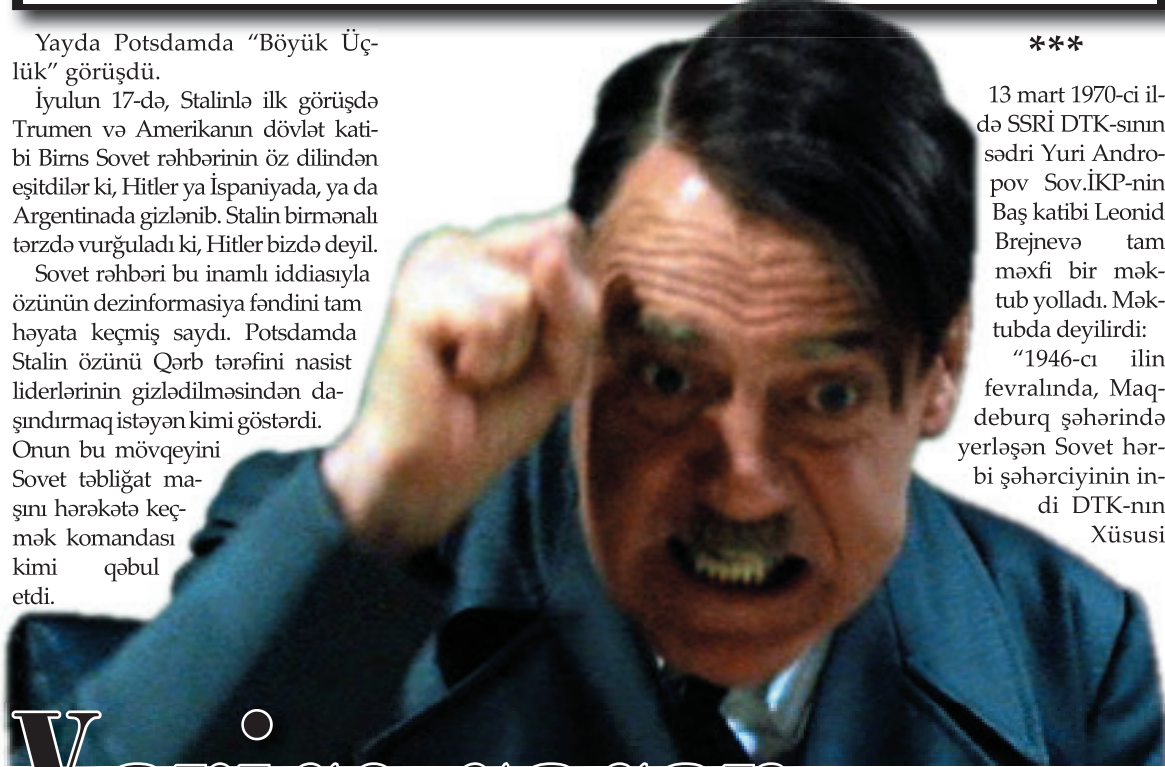 Yayda Potsdamda “Böyük Üç-
lük” görüşdü.
İyulun 17-də, Stalinlə ilk görüşdə
Trumen və Amerikanın dövlət kati-
bi Birns Sovet rəhbərinin öz dilindən
eşitdilər ki, Hitler ya İspaniyada, ya da
Argentinada gizlənib. Stalin birmənalı
tərzdə vurğuladı ki, Hitler bizdə deyil.
Sovet rəhbəri bu inamlı iddiasıyla
özünün dezinformasiya fəndini tam
həyata keçmiş saydı. Potsdamda
Stalin özünü Qərb tərəfini nasist
liderlərinin gizlədilməsindən da-
şındırmaq istəyən kimi göstərdi.
Onun bu mövqeyini
Sovet təbliğat ma-
şını hərəkətə keç-
mək komandası
kimi qəbul
etdi.
***
13 mart 1970-ci il-
də SSRİ DTK-sının
sədri Yuri Andro-
pov Sov.İKP-nin
Baş katibi Leonid
Brejnevə tam
məxfi bir mək-
tub yolladı. Mək-
tubda deyilirdi:
“1946-cı ilin
fevralında, Maq-
deburq şəhərində
yerləşən Sovet hər-
bi şəhərciyinin in-
di DTK-nın
Xüsusi